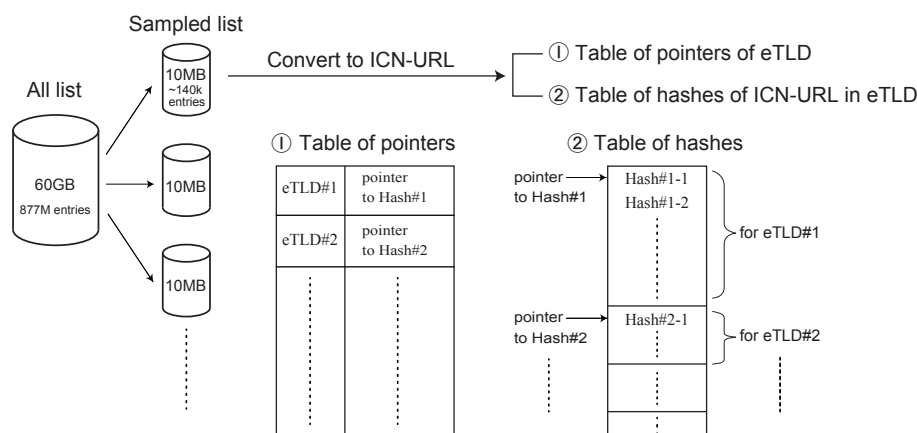 Sampled list
All list
60GB
877M entries
10MB
~140k
entries
10MB
10MB
Convert to ICN-URL
① Table of pointers of eTLD
② Table of hashes of ICN-URL in eTLD
① Table of pointers
eTLD#1
pointer
to Hash#1
eTLD#2
pointer
to Hash#2
② Table of hashes
pointer
to Hash#1
Hash#1-1
Hash#1-2
for eTLD#1
pointer
to Hash#2
Hash#2-1
for eTLD#2